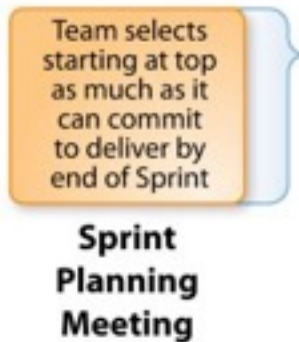 Team selects
starting at top
as much as it
can commit
to deliver by
end of Sprint
Sprint
Planning
Meeting